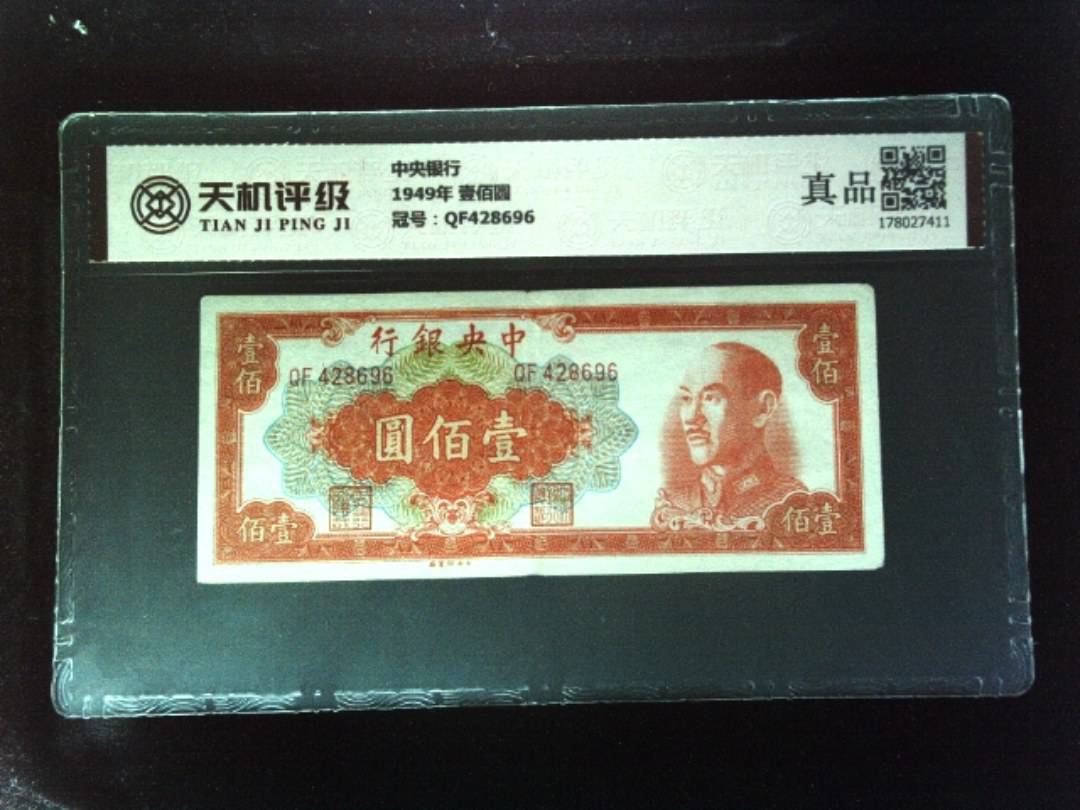 天机评级
TIAN JI PING JI
中央银行
1949年 壹佰圆
冠号：QF428696
真品
178027411
行銀央中
壹佰
壹佰
QF 428696
QF 428696
圓佰壹
佰壹
佰壹